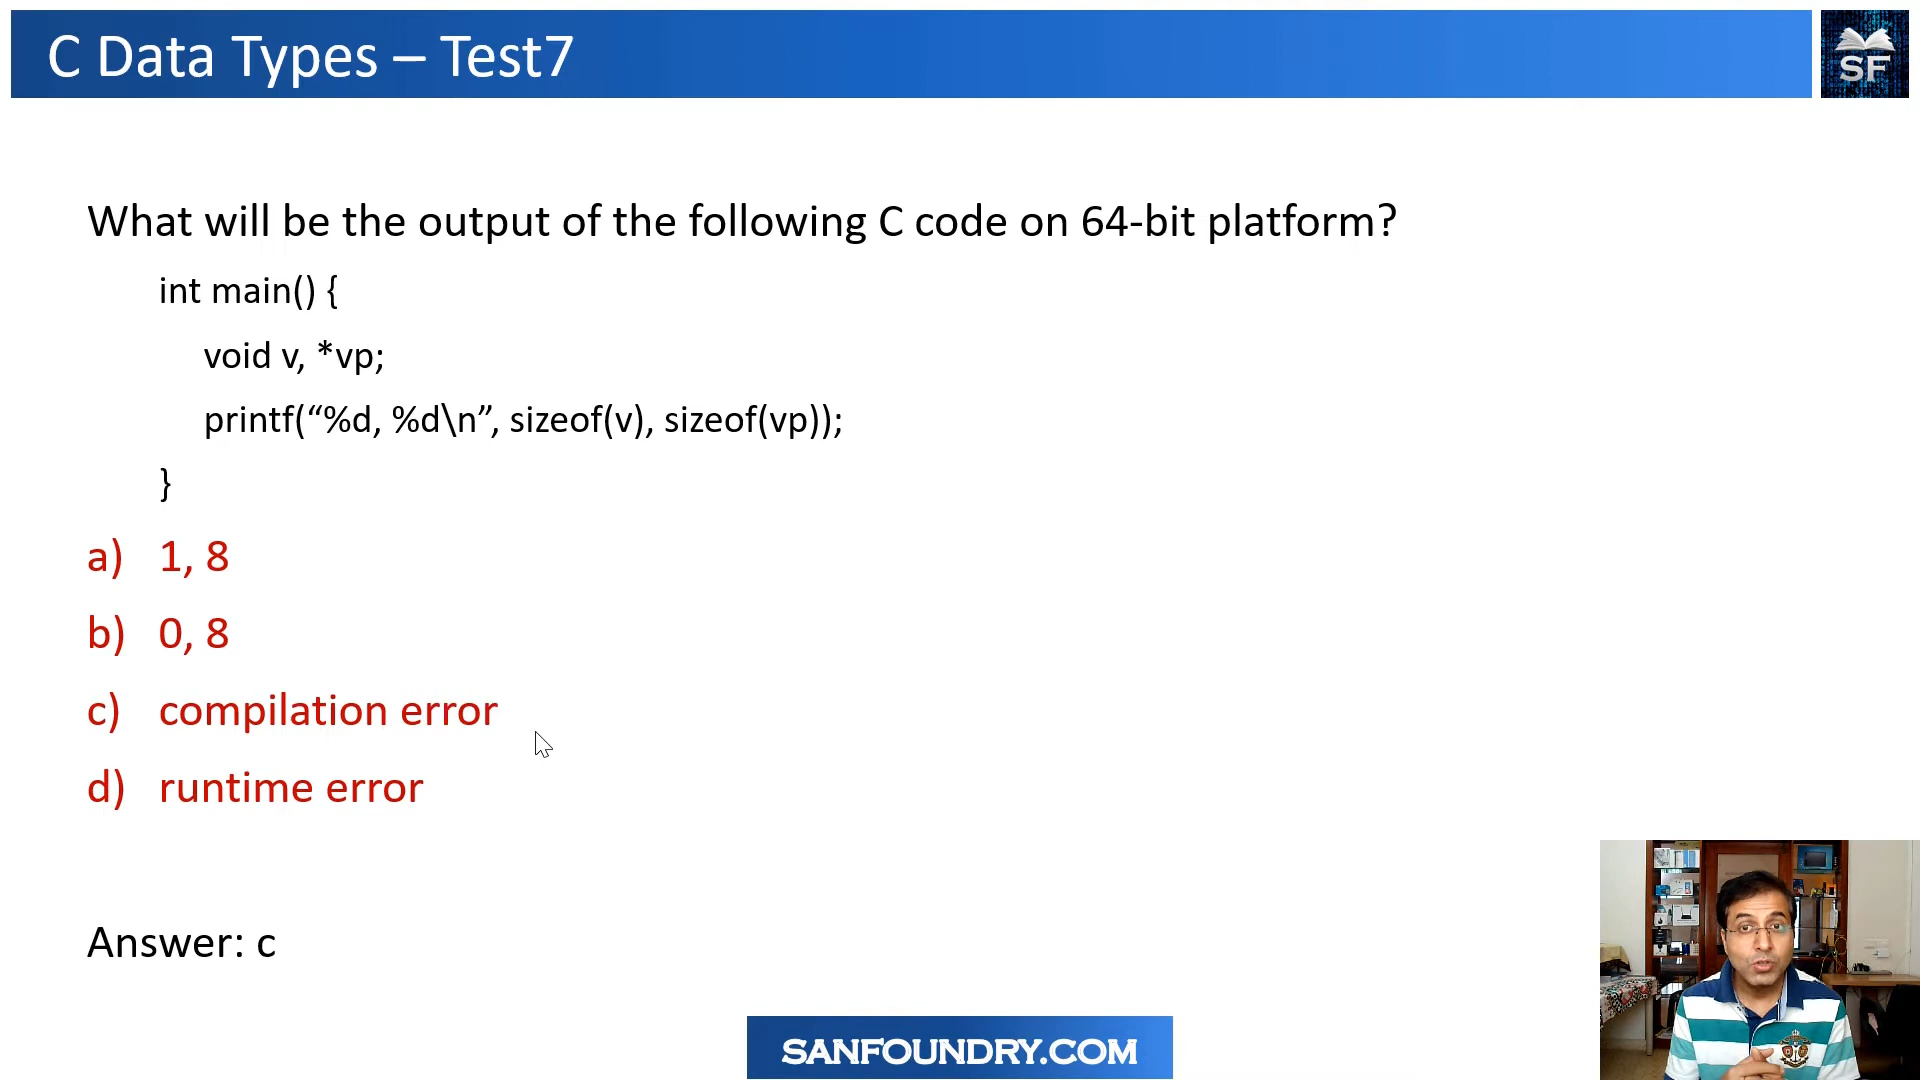 C Data Types – Test7
SF
What will be the output of the following C code on 64-bit platform?
int main() {
void v, *vp;
printf(“%d, %d\n”, sizeof(v), sizeof(vp));
}
a) 1, 8
b) 0, 8
c) compilation error
d) runtime error
Answer: c
SANFOUNDRY.COM